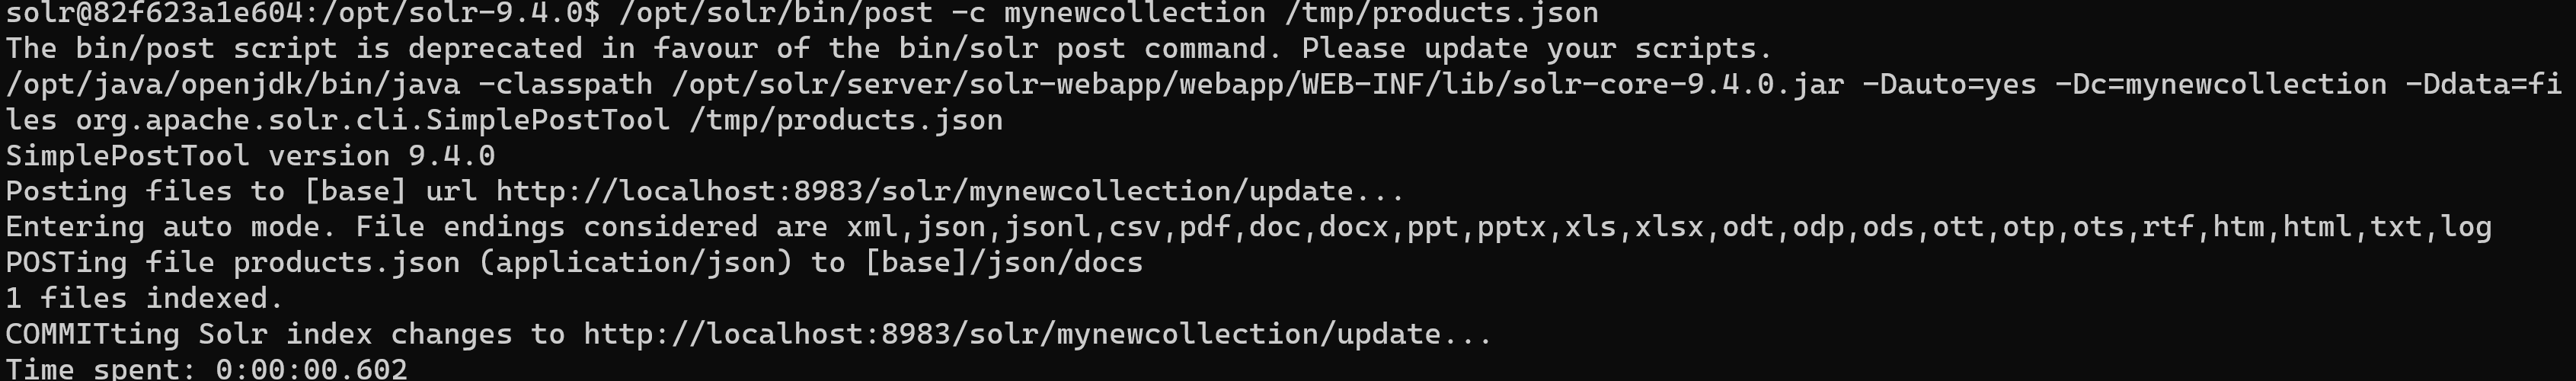 solr@82f623a1e604:/opt/solr-9.4.0$ /opt/solr/bin/post -c mynewcollection /tmp/products.json
The bin/post script is deprecated in favour of the bin/solr post command. Please update your scripts.
/opt/java/openjdk/bin/java -classpath /opt/solr/server/solr-webapp/webapp/WEB-INF/lib/solr-core-9.4.0.jar -Dauto=yes -Dc=mynewcollection -Ddata=fi
les org.apache.solr.cli.SimplePostTool /tmp/products.json
SimplePostTool version 9.4.0
Posting files to [base] url http://localhost:8983/solr/mynewcollection/update...
Entering auto mode. File endings considered are xml,json,jsonl,csv,pdf,doc,docx,ppt,pptx,xls,xlsx,odt,odp,ods,ott,otp,ots,rtf,htm,html,txt,log
POSTing file products.json (application/json) to [base]/json/docs
1 files indexed.
COMMITting Solr index changes to http://localhost:8983/solr/mynewcollection/update...
Time spent: 0:00:00.602